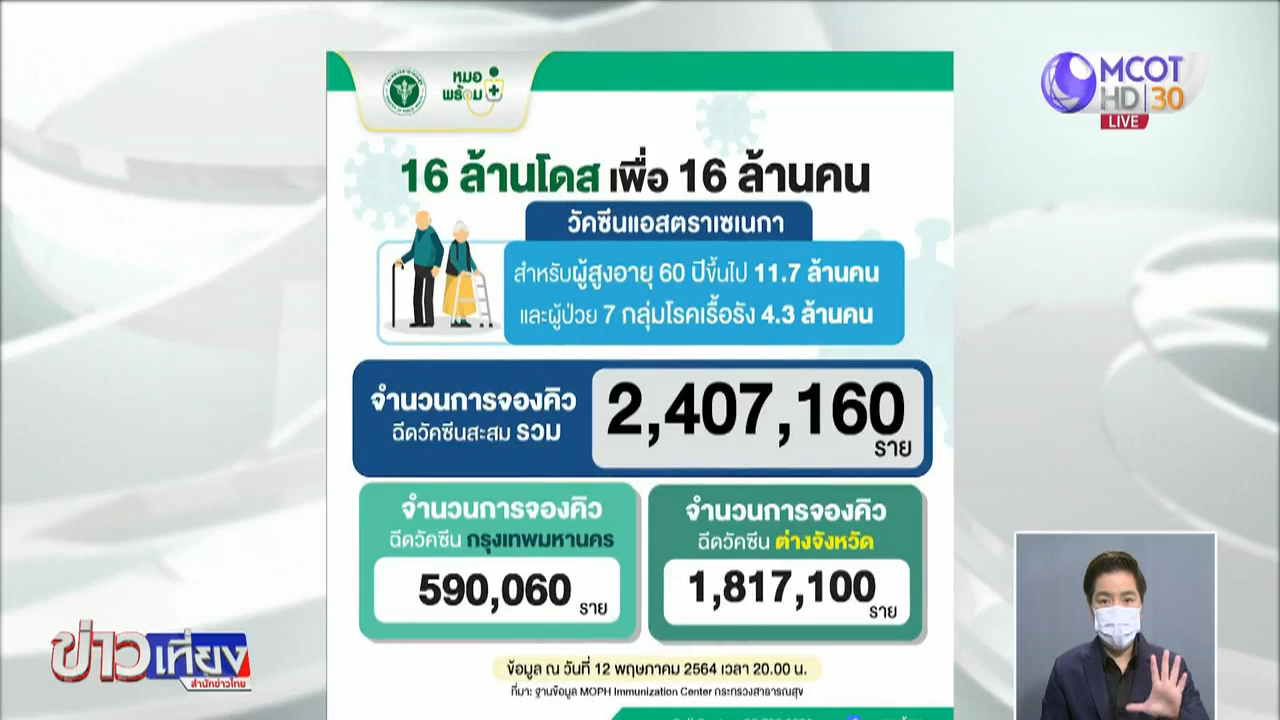 หมอ
พร้อม
MCOT
HD 30
LIVE
16 ล้านโดส เพื่อ 16 ล้านคน
วัคซีนแอสตราเซเนกา
สำหรับผู้สูงอายุ 60 ปีขึ้นไป 11.7 ล้านคน
และผู้ป่วย 7 กลุ่มโรคเรื้อรัง 4.3 ล้านคน
จำนวนการจองคิว
ฉีดวัคซีนสะสม รวม
2,407,160
ราย
จำนวนการจองคิว
ฉีดวัคซีน กรุงเทพมหานคร
590,060 ราย
จำนวนการจองคิว
ฉีดวัคซีน ต่างจังหวัด
1,817,100
ราย
ข้อมูล ณ วันที่ 12 พฤษภาคม 2564 เวลา 20.00 น.
ที่มา: ฐานข้อมูล MOPH Immunization Center กระทรวงสาธารณสุข
ข่าวเที่ยง
สำนักข่าวไทย